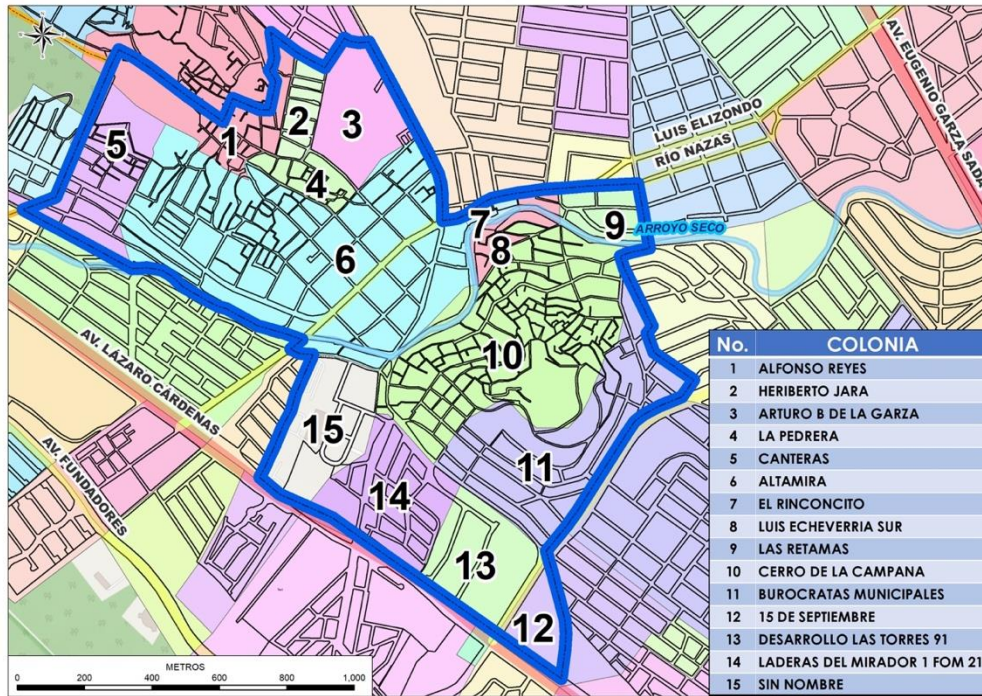 LUIS ELIZONDO
RÍO NAZAS
AV. EUGENIO GARZA SADA
ARROYO SECO
AV. LÁZARO CÁRDENAS
AV. FUNDADORES
1
2
3
4
5
6
7
8
9
10
11
12
13
14
15
No. COLONIA
1 ALFONSO REYES
2 HERIBERTO JARA
3 ARTURO B DE LA GARZA
4 LA PEDRERA
5 CANTERAS
6 ALTAMIRA
7 EL RINCONCITO
8 LUIS ECHEVERRIA SUR
9 LAS RETAMAS
10 CERRO DE LA CAMPANA
11 BUROCRATAS MUNICIPALES
12 15 DE SEPTIEMBRE
13 DESARROLLO LAS TORRES 91
14 LADERAS DEL MIRADOR 1 FOM 21
15 SIN NOMBRE
METROS
0 200 400 600 800 1,000